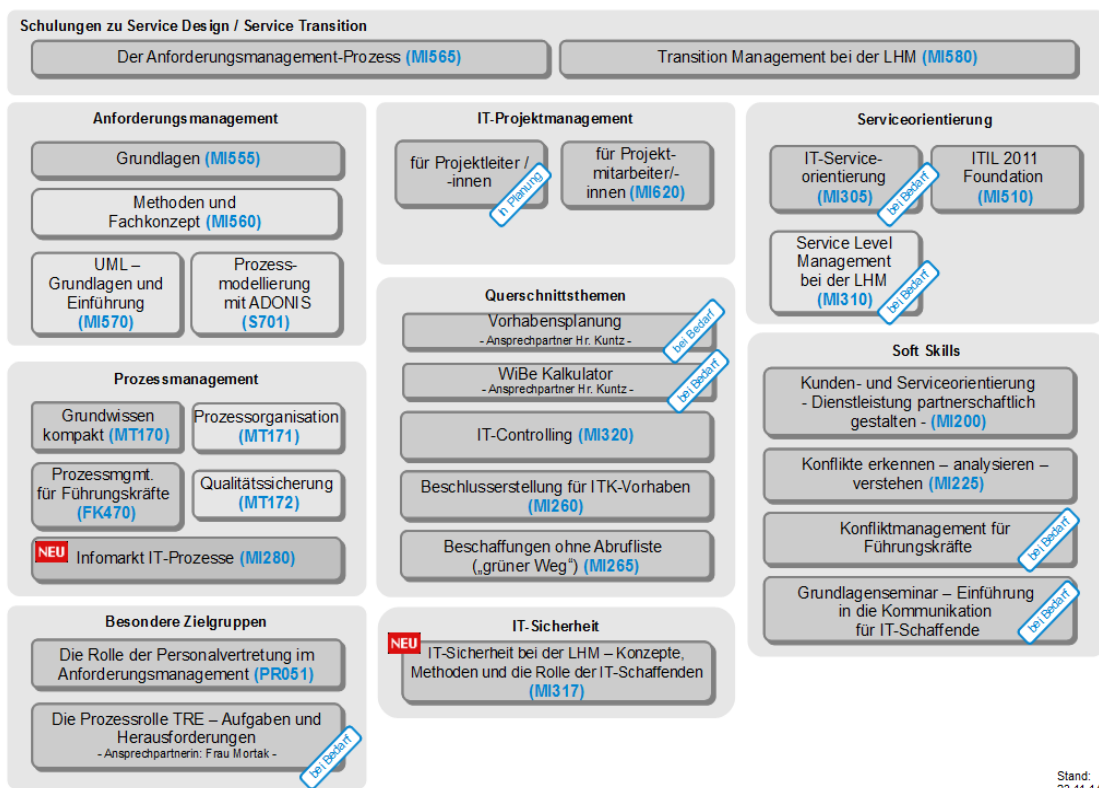 Schulungen zu Service Design / Service Transition
Der Anforderungsmanagement-Prozess (MI565)
Transition Management bei der LHM (MI580)
Anforderungsmanagement
Grundlagen (MI555)
Methoden und
Fachkonzept (MI560)
UML –
Grundlagen und
Einführung
(MI570)
Prozess-
modellierung
mit ADONIS
(S701)
Prozessmanagement
Grundwissen
kompakt (MT170)
Prozessorganisation
(MT171)
Prozessmgmt.
für Führungskräfte
(FK470)
Qualitätssicherung
(MT172)
NEU
Infomarkt IT-Prozesse (MI280)
Besondere Zielgruppen
Die Rolle der Personalvertretung im
Anforderungsmanagement (PR051)
Die Prozessrolle TRE – Aufgaben und
Herausforderungen
- Ansprechpartnerin: Frau Mortak -
bei Bedarf
IT-Projektmanagement
für Projektleiter /
-innen
in Planung
für Projekt-
mitarbeiter/-
innen (MI620)
Querschnittsthemen
Vorhabensplanung
- Ansprechpartner Hr. Kuntz -
bei Bedarf
WiBe Kalkulator
- Ansprechpartner Hr. Kuntz -
bei Bedarf
IT-Controlling (MI320)
Beschlusserstellung für ITK-Vorhaben
(MI260)
Beschaffungen ohne Abrufliste
(„grüner Weg“) (MI265)
IT-Sicherheit
NEU
IT-Sicherheit bei der LHM – Konzepte,
Methoden und die Rolle der IT-Schaffenden
(MI317)
Serviceorientierung
IT-Service-
orientierung
(MI305)
bei Bedarf
ITIL 2011
Foundation
(MI510)
Service Level
Management
bei der LHM
(MI310)
bei Bedarf
Soft Skills
Kunden- und Serviceorientierung
- Dienstleistung partnerschaftlich
gestalten - (MI200)
Konflikte erkennen – analysieren –
verstehen (MI225)
Konfliktmanagement für
Führungskräfte
bei Bedarf
Grundlagenseminar – Einführung
in die Kommunikation
für IT-Schaffende
bei Bedarf
Stand: